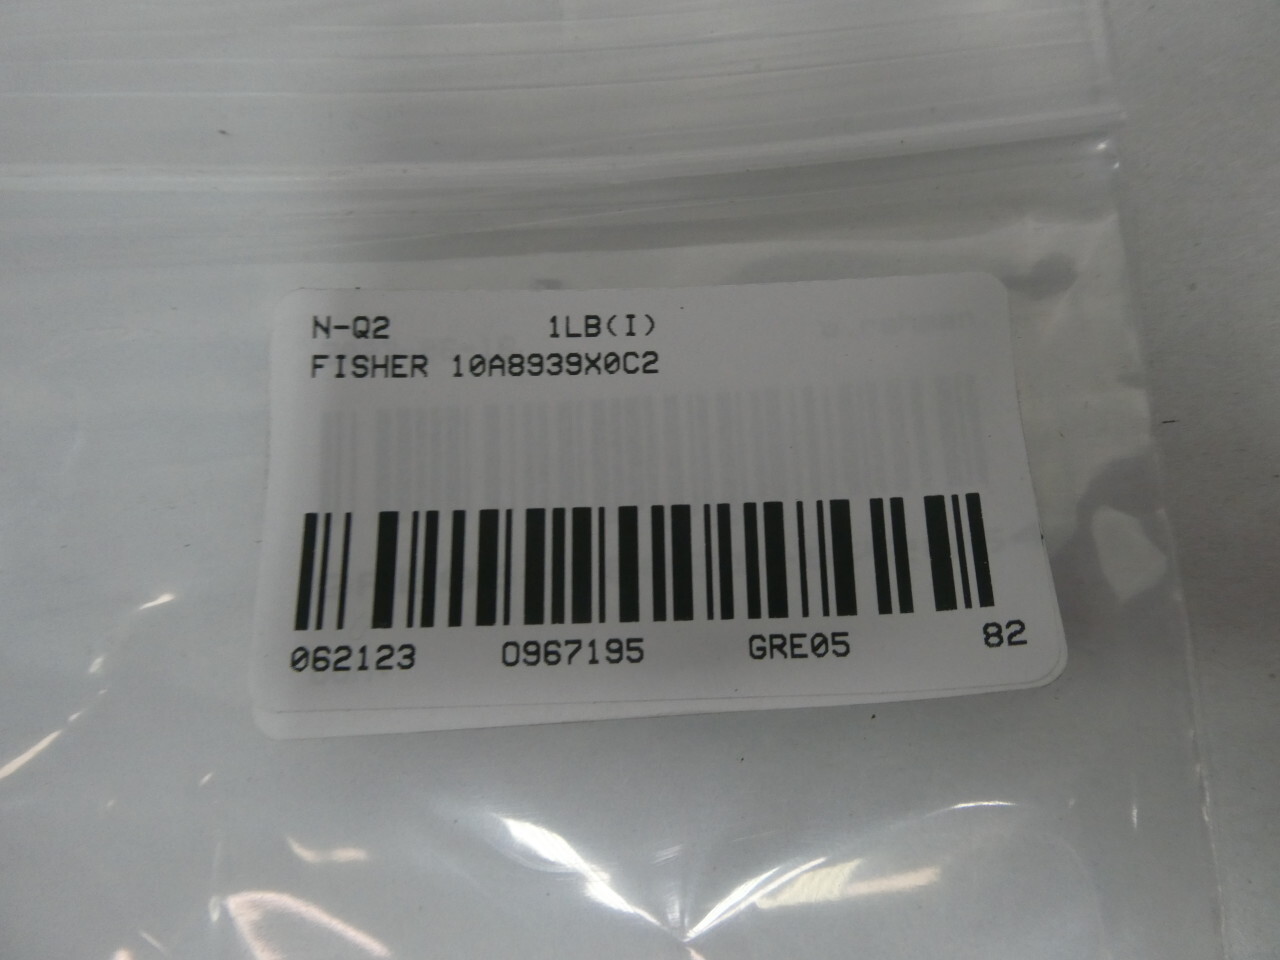 N-Q2 1LB(I)
FISHER 10A8939X0C2
062123 0967195 GRE05 82